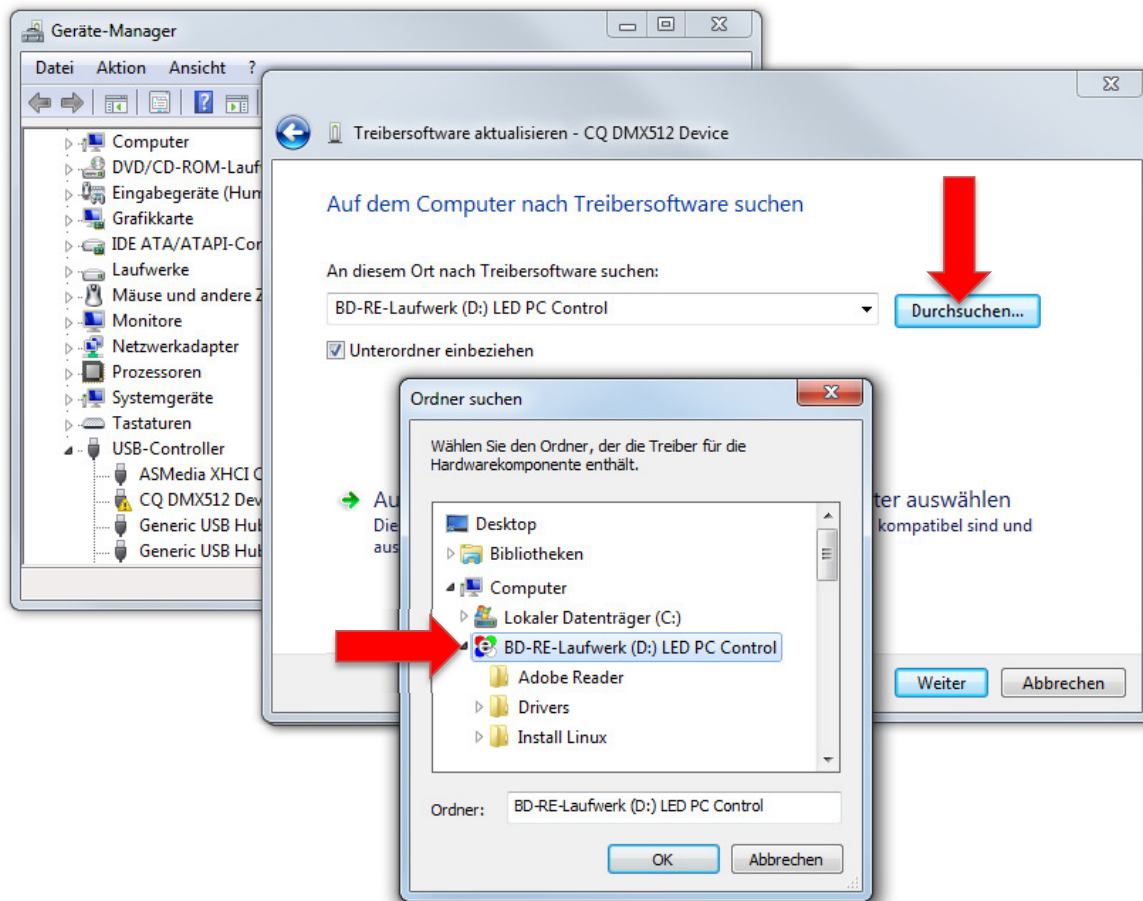 Geräte-Manager
Datei Aktion Ansicht ?
Computer
DVD/CD-ROM-Lauf
Eingabegeräte (Hum
Grafikkarte
IDE ATA/ATAPI-Cor
Laufwerke
Mäuse und andere Z
Monitore
Netzwerkadapter
Prozessoren
Systemgeräte
Tastaturen
USB-Controller
ASMedia XHCI C
CQ DMX512 Dev
Generic USB Hub
Generic USB Hub
Treibersoftware aktualisieren - CQ DMX512 Device
Auf dem Computer nach Treibersoftware suchen
An diesem Ort nach Treibersoftware suchen:
BD-RE-Laufwerk (D:) LED PC Control
Durchsuchen...
Unterordner einbeziehen
Au ter auswählen
Die kompatibel sind und
aus
Weiter Abbrechen
Ordner suchen
Wählen Sie den Ordner, der die Treiber für die
Hardwarekomponente enthält.
Desktop
Bibliotheken
Computer
Lokaler Datenträger (C:)
BD-RE-Laufwerk (D:) LED PC Control
Adobe Reader
Drivers
Install Linux
Ordner: BD-RE-Laufwerk (D:) LED PC Control
OK Abbrechen